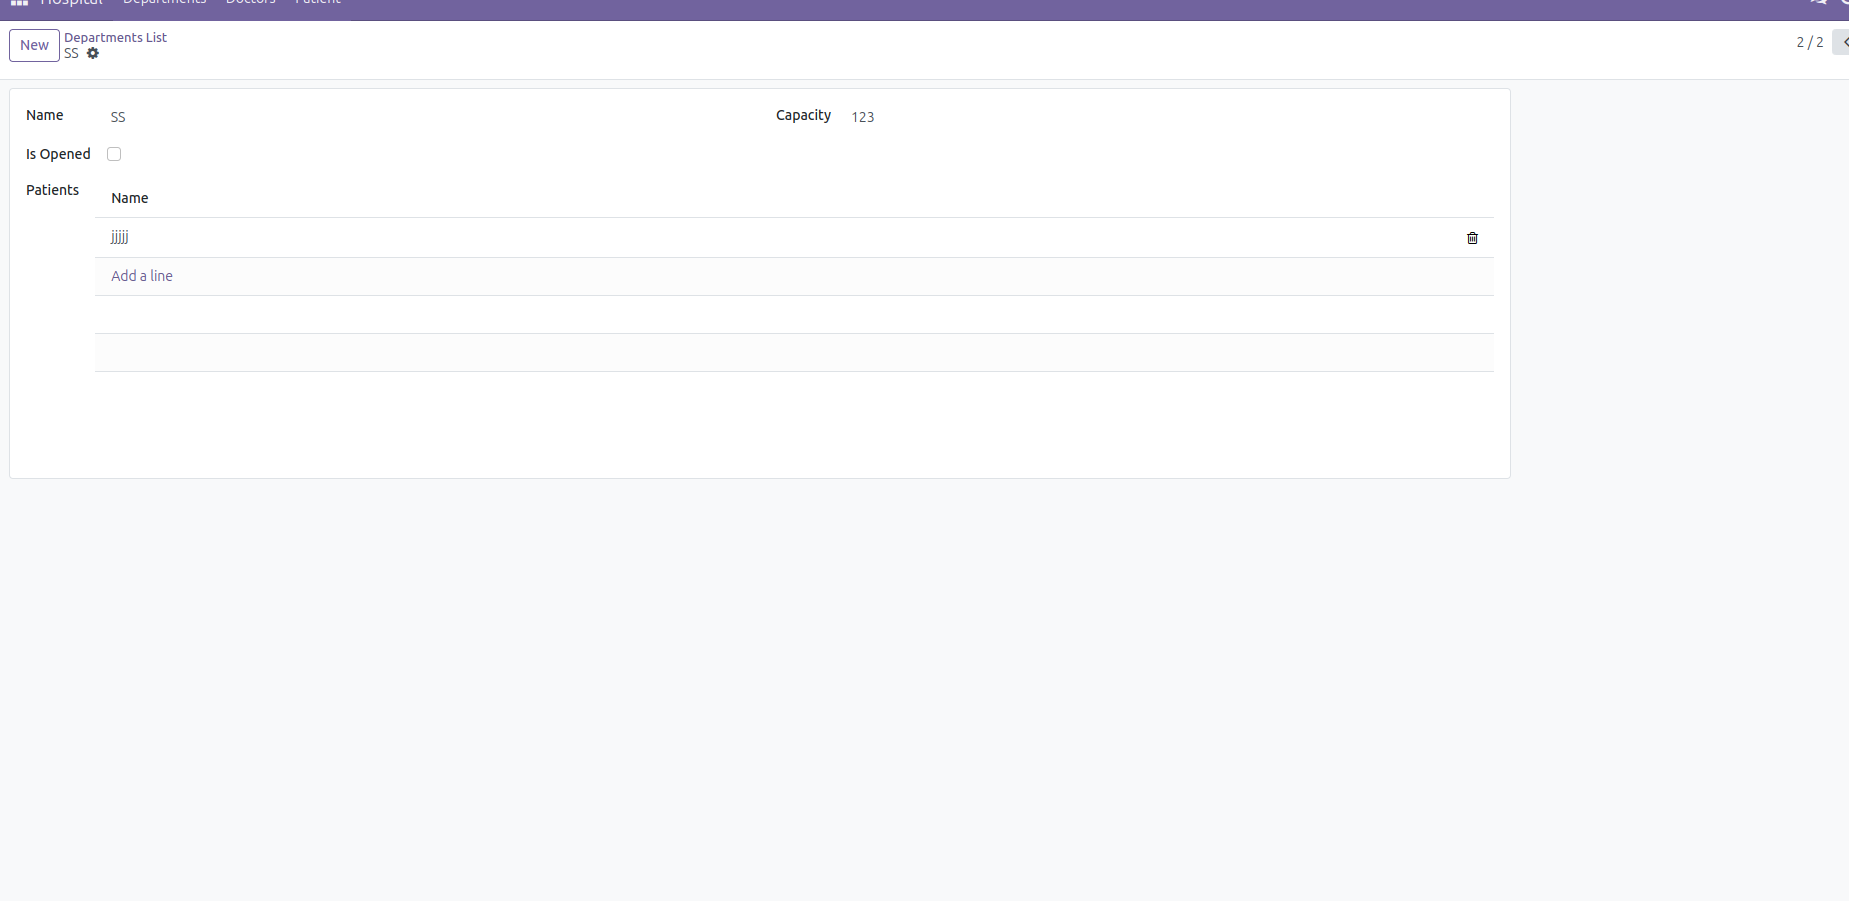 Hospital Departments Doctors Patient
New Departments List
SS
2 / 2
Name SS Capacity 123
Is Opened
Patients Name
jjjjj
Add a line